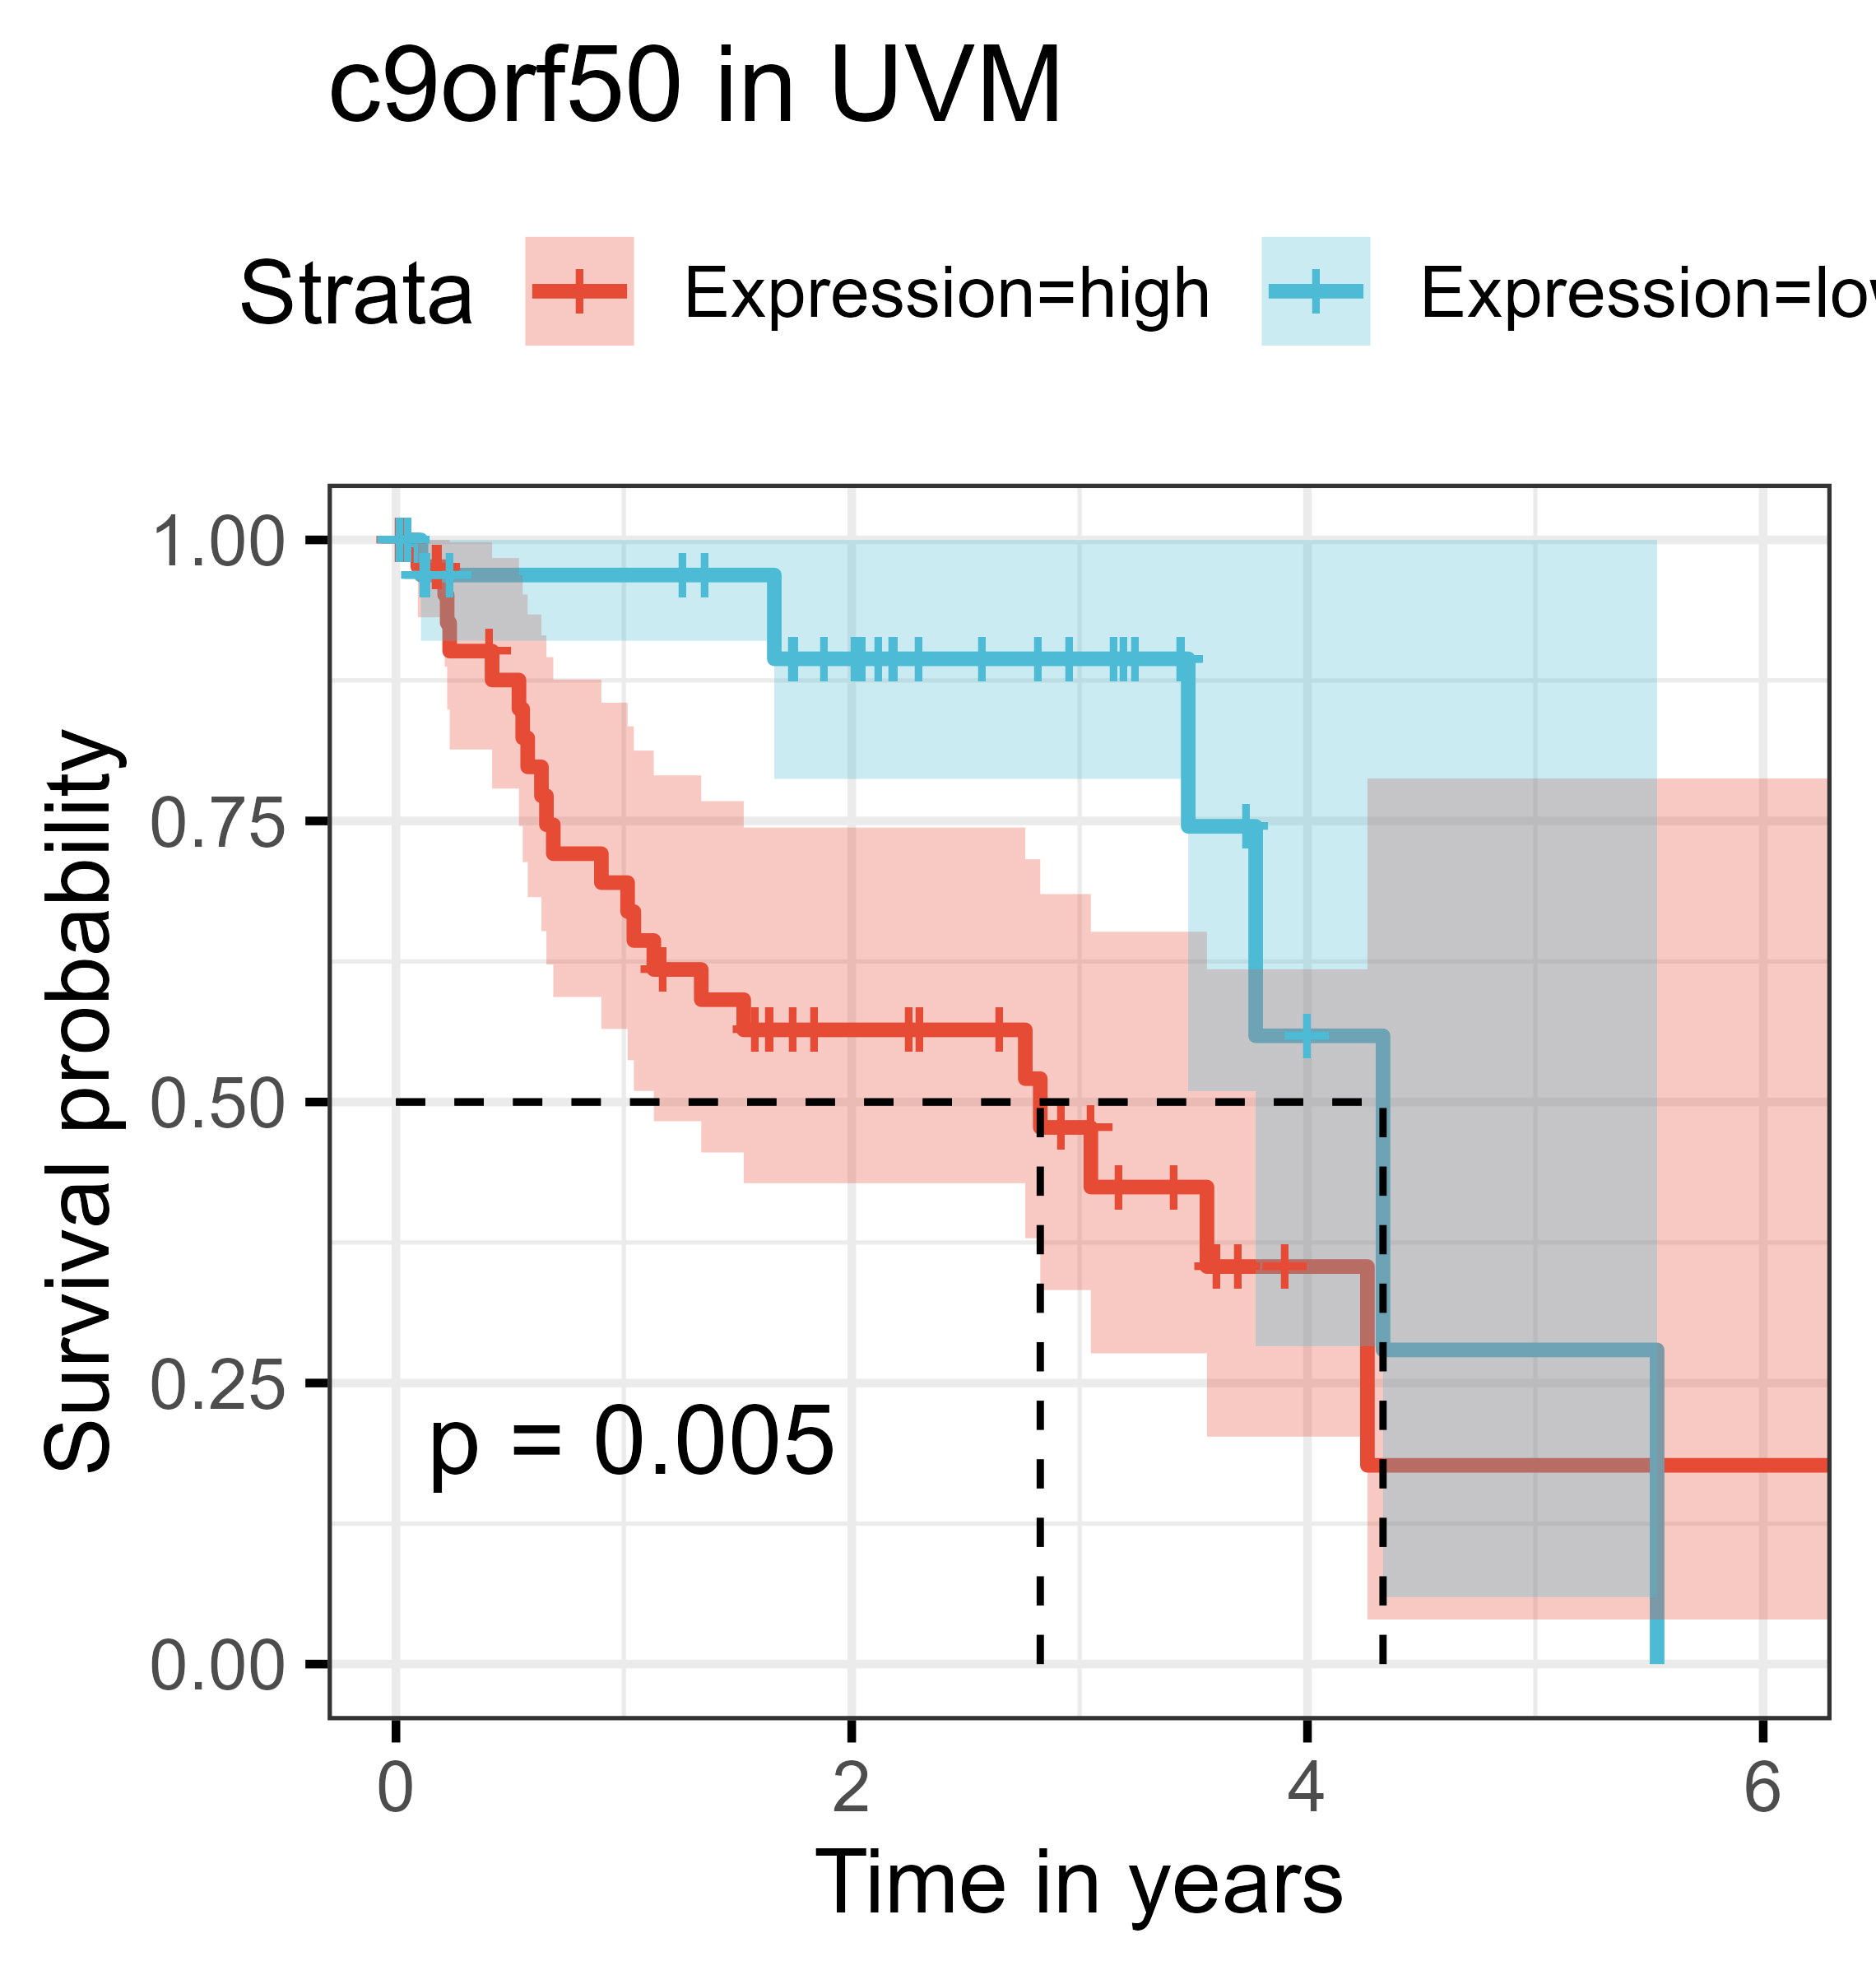 c9orf50 in UVM
Strata Expression=high Expression=lov
Survival probability
1.00
0.75
0.50
0.25
0.00
p = 0.005
0 2 4 6
Time in years